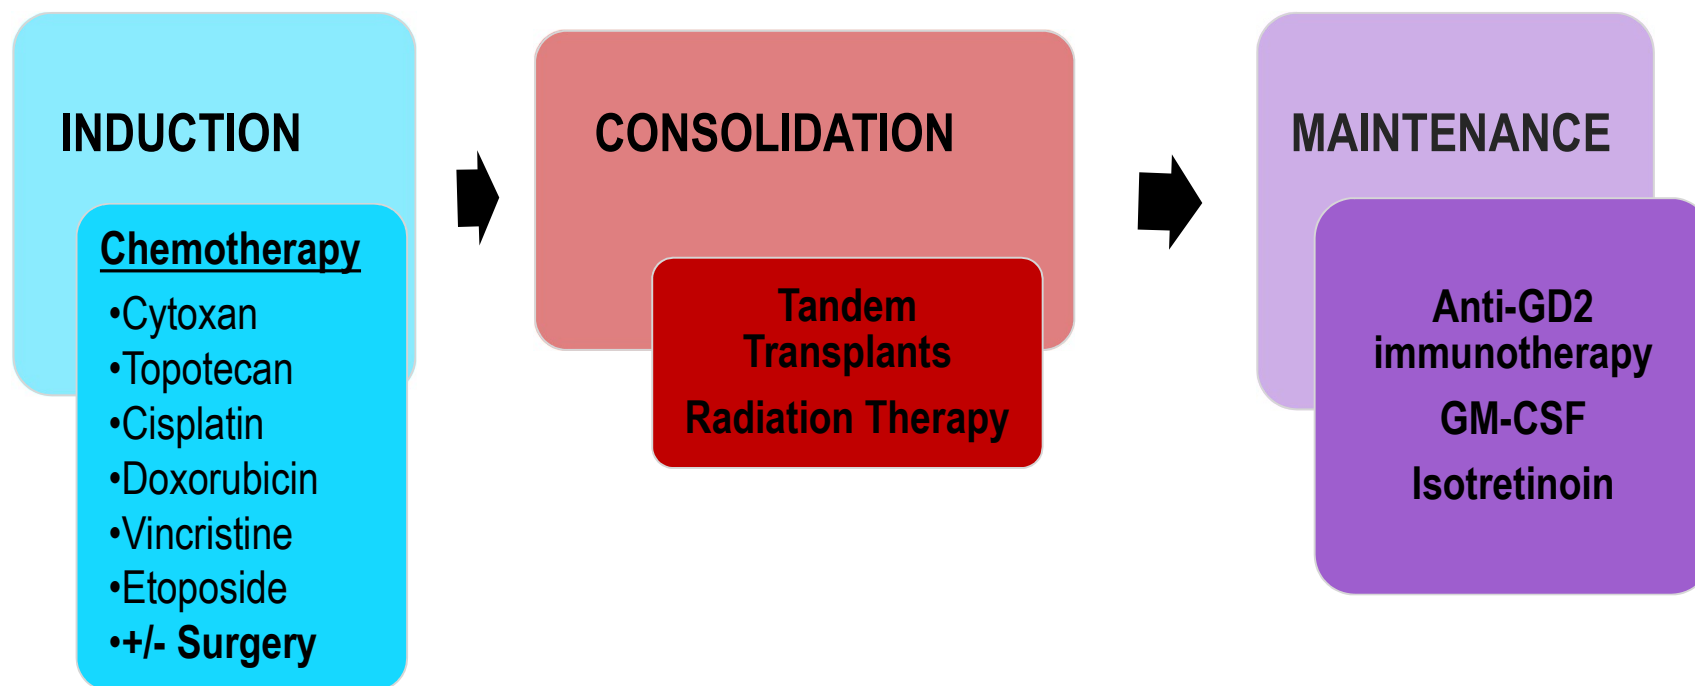 INDUCTION
Chemotherapy
•Cytoxan
•Topotecan
•Cisplatin
•Doxorubicin
•Vincristine
•Etoposide
•+/- Surgery
CONSOLIDATION
Tandem
Transplants
Radiation Therapy
MAINTENANCE
Anti-GD2
immunotherapy
GM-CSF
Isotretinoin